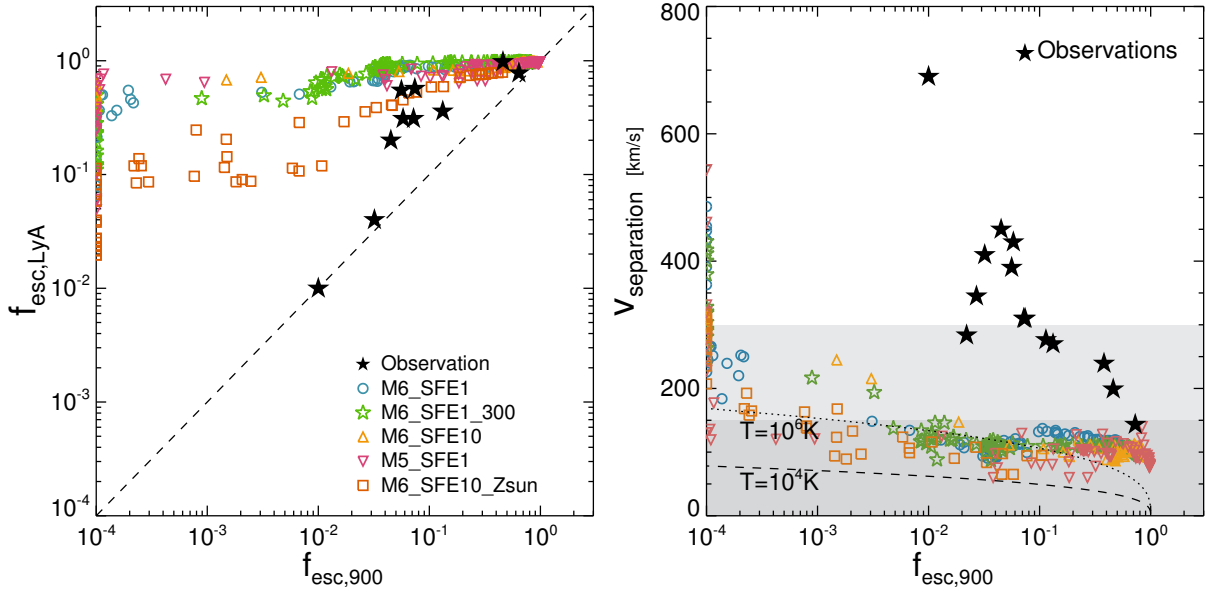 10^0
10^-1
10^-2
10^-3
10^-4
f_esc,LyA
Observation
M6_SFE1
M6_SFE1_300
M6_SFE10
M5_SFE1
M6_SFE10_Zsun
10^-4 10^-3 10^-2 10^-1 10^0
f_esc,900
800
600
400
200
0
v_separation [km/s]
Observations
T=10^6K
T=10^4K
10^-4 10^-3 10^-2 10^-1 10^0
f_esc,900